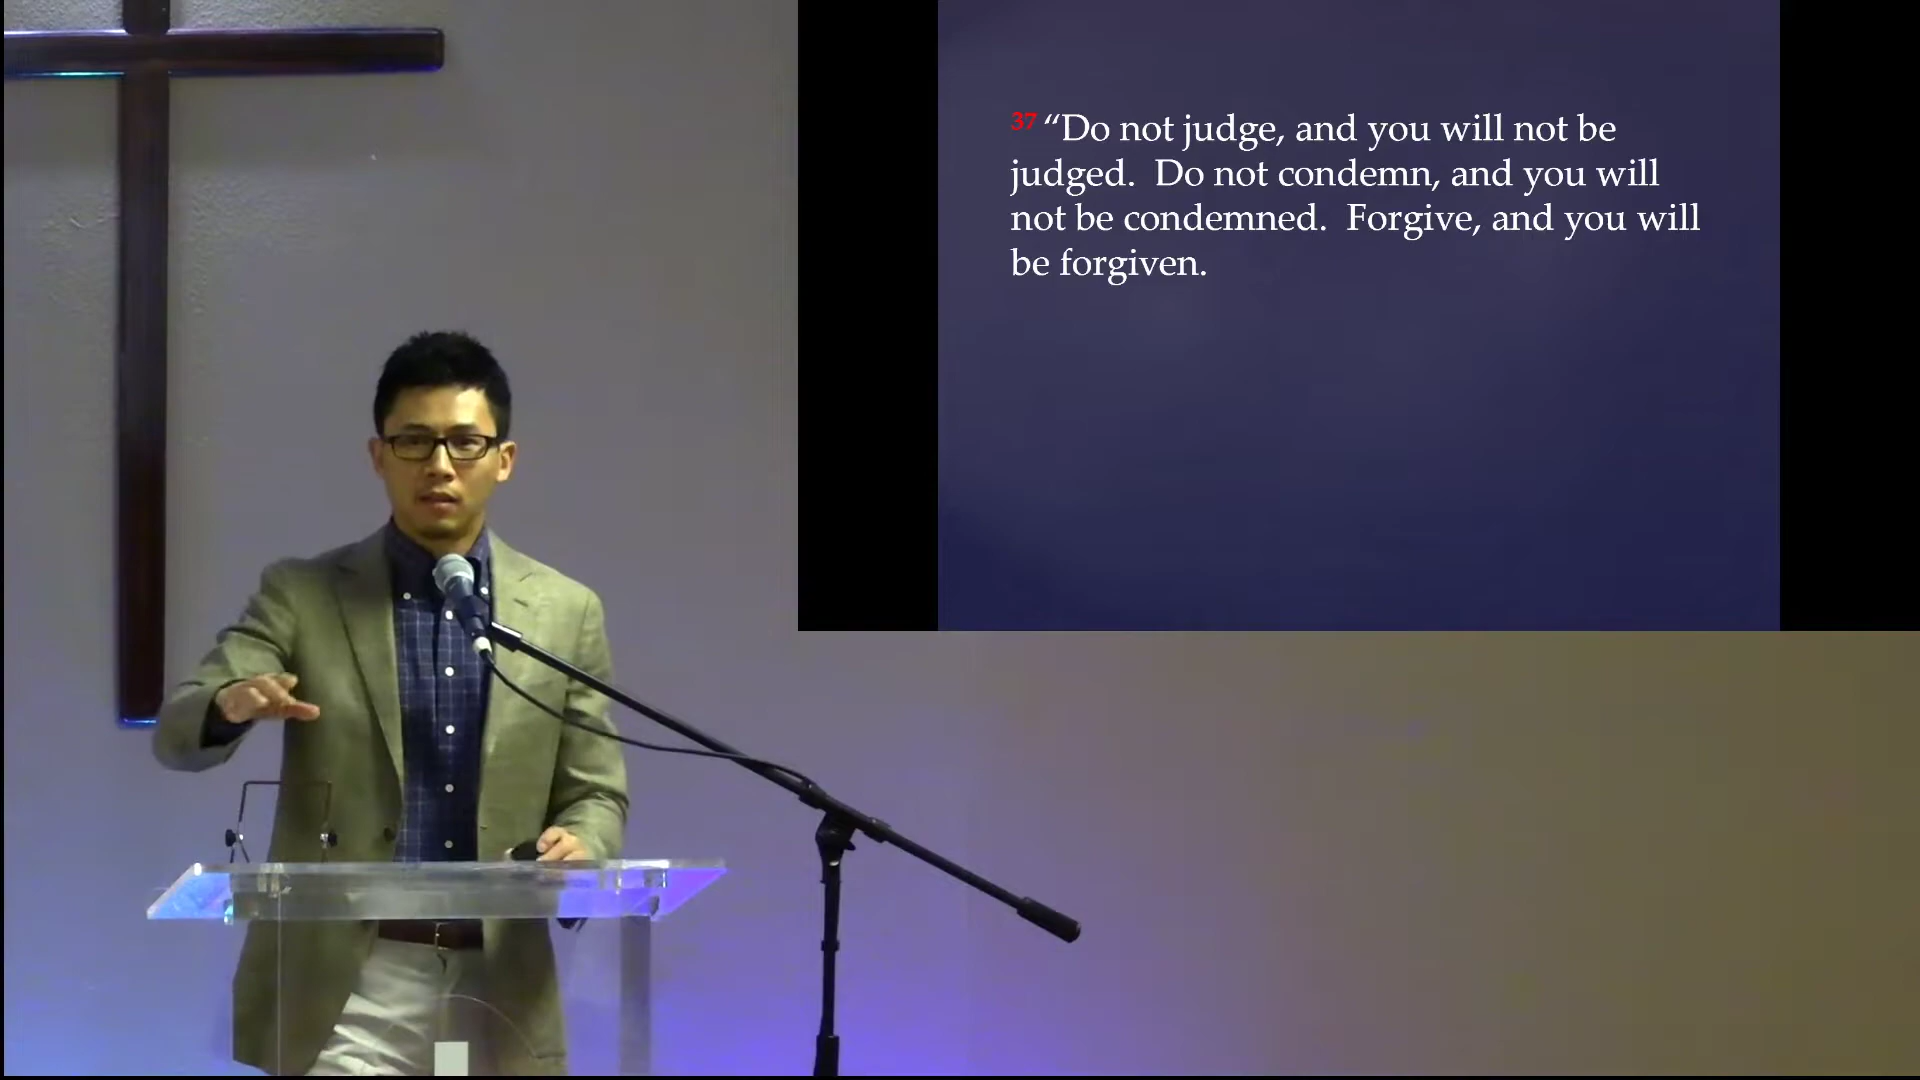 37 “Do not judge, and you will not be
judged.  Do not condemn, and you will
not be condemned.  Forgive, and you will
be forgiven.